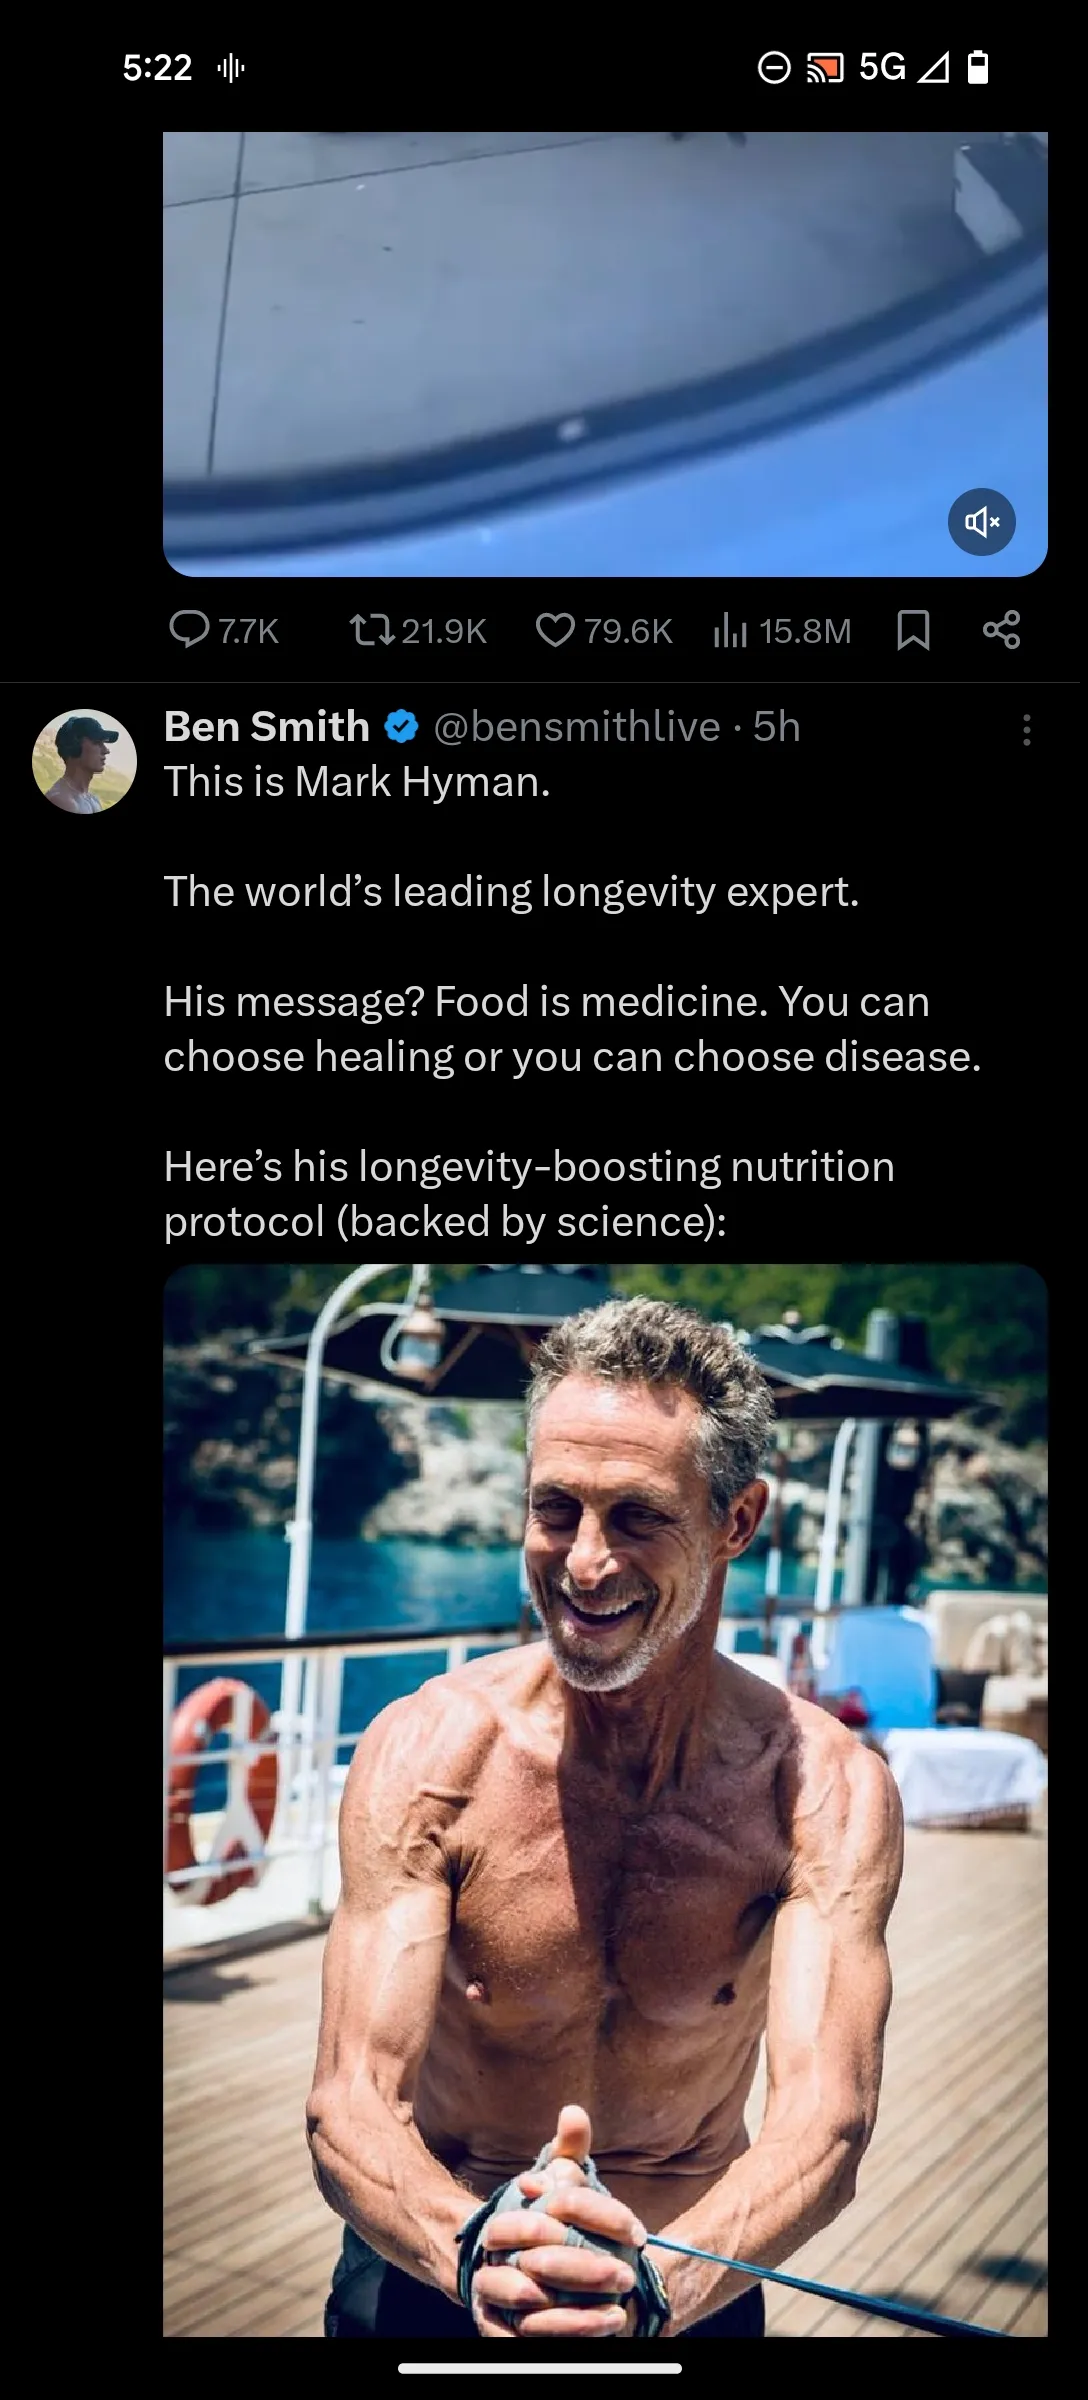 5:22 5G
7.7K 21.9K 79.6K 15.8M
Ben Smith @bensmithlive · 5h
This is Mark Hyman.
The world’s leading longevity expert.
His message? Food is medicine. You can
choose healing or you can choose disease.
Here’s his longevity-boosting nutrition
protocol (backed by science):